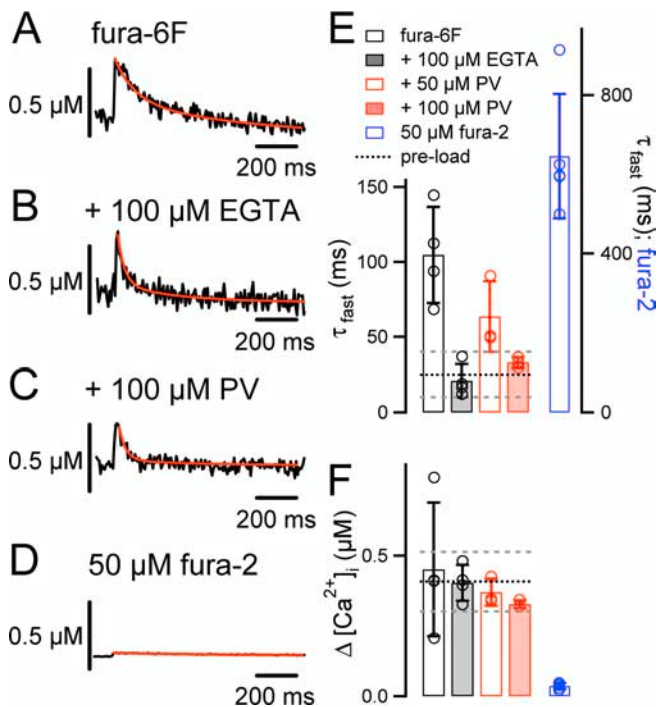 A fura-6F
0.5 μM
200 ms
B + 100 μM EGTA
0.5 μM
200 ms
C + 100 μM PV
0.5 μM
200 ms
D 50 μM fura-2
0.5 μM
200 ms
E
fura-6F
+ 100 μM EGTA
+ 50 μM PV
+ 100 μM PV
50 μM fura-2
pre-load
150
100
50
0
τfast (ms)
800
400
0
τfast (ms); fura-2
F
0.5
0.0
Δ [Ca2+]i (μM)